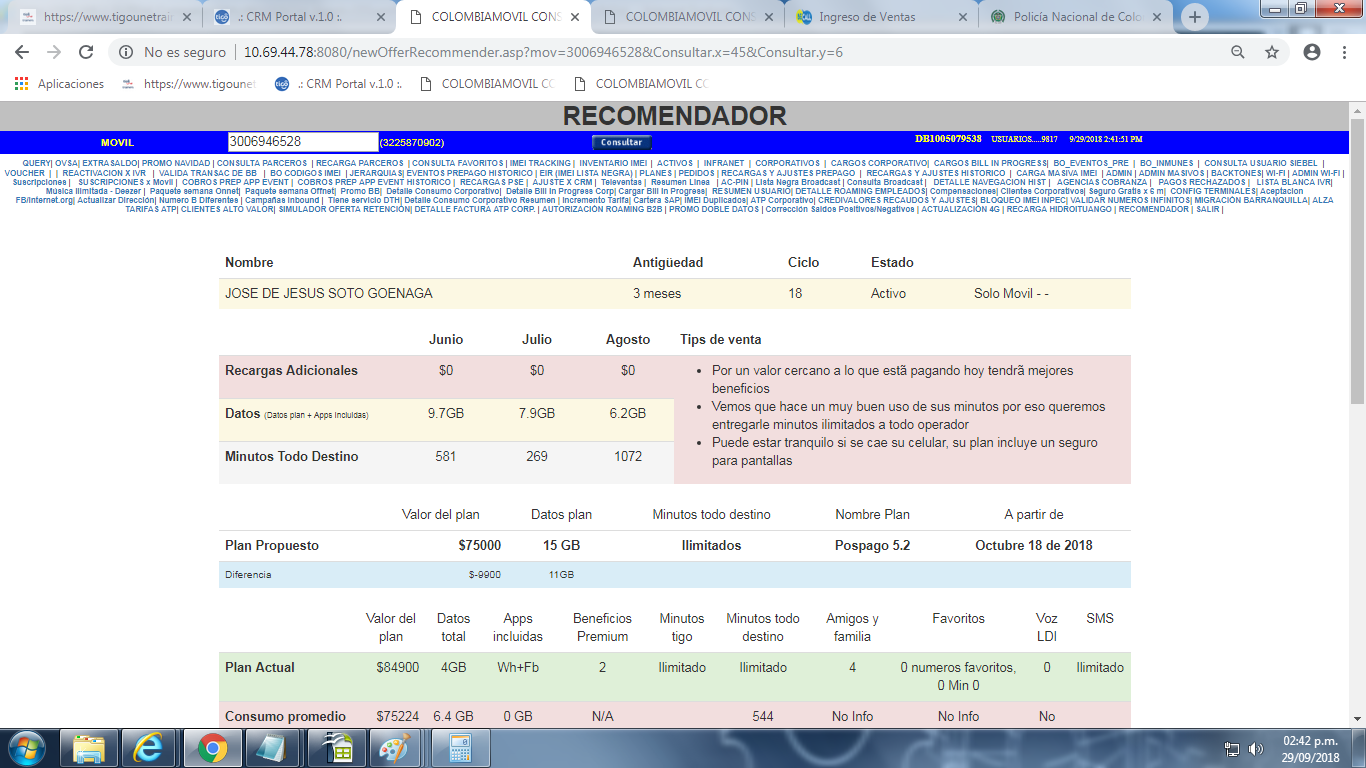 https://www.tigounetrai
.: CRM Portal v.1.0 :.
COLOMBIAMOVIL CONS
COLOMBIAMOVIL CONS
Ingreso de Ventas
Policía Nacional de Colo
No es seguro | 10.69.44.78:8080/newOfferRecommender.asp?mov=3006946528&Consultar.x=45&Consultar.y=6
Aplicaciones
https://www.tigounet
.: CRM Portal v.1.0 :.
COLOMBIAMOVIL CO
COLOMBIAMOVIL CO
RECOMENDADOR
MOVIL 3006946528 (3225870902) Consultar DB1005079538 USUARIOS.....9817 9/29/2018 2:41:51 PM
QUERY| OVSA| EXTRASALDO| PROMO NAVIDAD | CONSULTA PARCEROS | RECARGA PARCEROS | CONSULTA FAVORITOS | IMEI TRACKING | INVENTARIO IMEI | ACTIVOS | INFRANET | CORPORATIVOS | CARGOS CORPORATIVO| CARGOS BILL IN PROGRESS| BO_EVENTOS_PRE | BO_INMUNES | CONSULTA USUARIO SIEBEL |
VOUCHER | | REACTIVACION X IVR | VALIDA TRANSAC DE BB | BO CODIGOS IMEI | JERARQUIAS| EVENTOS PREPAGO HISTORICO | EIR (IMEI LISTA NEGRA) | PLANES | PEDIDOS | RECARGAS Y AJUSTES PREPAGO | RECARGAS Y AJUSTES HISTORICO | CARGA MASIVA IMEI | ADMIN | ADMIN MASIVOS | BACKTONES| WI-FI | ADMIN WI-FI |
Suscripciones | SUSCRIPCIONES x Movil | COBROS PREP APP EVENT | COBROS PREP APP EVENT HISTORICO | RECARGAS PSE | AJUSTE X CRM | Televentas | Resumen Linea | AC-PIN | Lista Negra Broadcast | Consulta Broadcast | DETALLE NAVEGACION HIST | AGENCIAS COBRANZA | PAGOS RECHAZADOS | LISTA BLANCA IVR|
Musica Ilimitada - Deezer | Paquete semana Onnet| Promo BB| Detalle Consumo Corporativo| Detalle Bill In Progress Corp| Cargar Bill In Progress| RESUMEN USUARIO| DETALLE ROAMING EMPLEADOS| Compensaciones| Clientes Corporativos| Seguro Gratis x 6 m| CONFIG TERMINALES| Aceptacion
FB/Internet.org| Actualizar Dirección| Numero B Diferentes | Campañas Inbound | Tiene servicio DTH| Detalle Consumo Corporativo Resumen | Incremento Tarifa| Cartera SAP| IMEI Duplicados| ATP Corporativo| CREDIVALORES RECAUDOS Y AJUSTES| BLOQUEO IMEI INPEC| VALIDAR NUMEROS INFINITOS| MIGRACIÓN BARRANQUILLA| ALZA
TARIFAS ATP| CLIENTES ALTO VALOR| SIMULADOR OFERTA RETENCIÓN| DETALLE FACTURA ATP CORP. | AUTORIZACIÓN ROAMING B2B | PROMO DOBLE DATOS | Corrección Saldos Positivos/Negativos | ACTUALIZACIÓN 4G | RECARGA HIDROITUANGO | RECOMENDADOR | SALIR |
Nombre Antigüedad Ciclo Estado
JOSE DE JESUS SOTO GOENAGA 3 meses 18 Activo Solo Movil - -
Junio Julio Agosto Tips de venta
Recargas Adicionales $0 $0 $0
Datos (Datos plan + Apps Incluidas) 9.7GB 7.9GB 6.2GB
Minutos Todo Destino 581 269 1072
• Por un valor cercano a lo que estã pagando hoy tendrã mejores
beneficios
• Vemos que hace un muy buen uso de sus minutos por eso queremos
entregarle minutos ilimitados a todo operador
• Puede estar tranquilo si se cae su celular, su plan incluye un seguro
para pantallas
Valor del plan Datos plan Minutos todo destino Nombre Plan A partir de
Plan Propuesto $75000 15 GB Ilimitados Pospago 5.2 Octubre 18 de 2018
Diferencia $-9900 11GB
Valor del plan Datos total Apps incluidas Beneficios Premium Minutos tigo Minutos todo destino Amigos y familia Favoritos Voz LDI SMS
Plan Actual $84900 4GB Wh+Fb 2 Ilimitado Ilimitado 4 0 numeros favoritos, 0 Min 0 0 Ilimitado
Consumo promedio $75224 6.4 GB 0 GB N/A 544 No Info No Info No
02:42 p.m.
29/09/2018